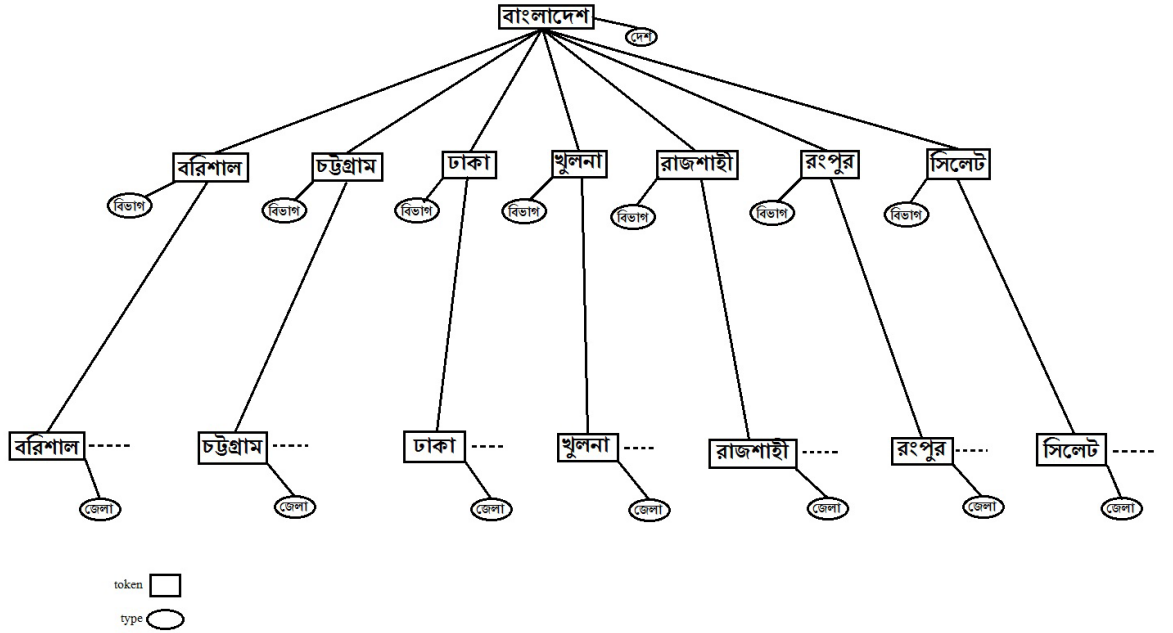 বাংলাদেশ
দেশ
বরিশাল
চট্টগ্রাম
ঢাকা
খুলনা
রাজশাহী
রংপুর
সিলেট
বিভাগ
বিভাগ
বিভাগ
বিভাগ
বিভাগ
বিভাগ
বিভাগ
বরিশাল
চট্টগ্রাম
ঢাকা
খুলনা
রাজশাহী
রংপুর
সিলেট
জেলা
জেলা
জেলা
জেলা
জেলা
জেলা
জেলা
token
type